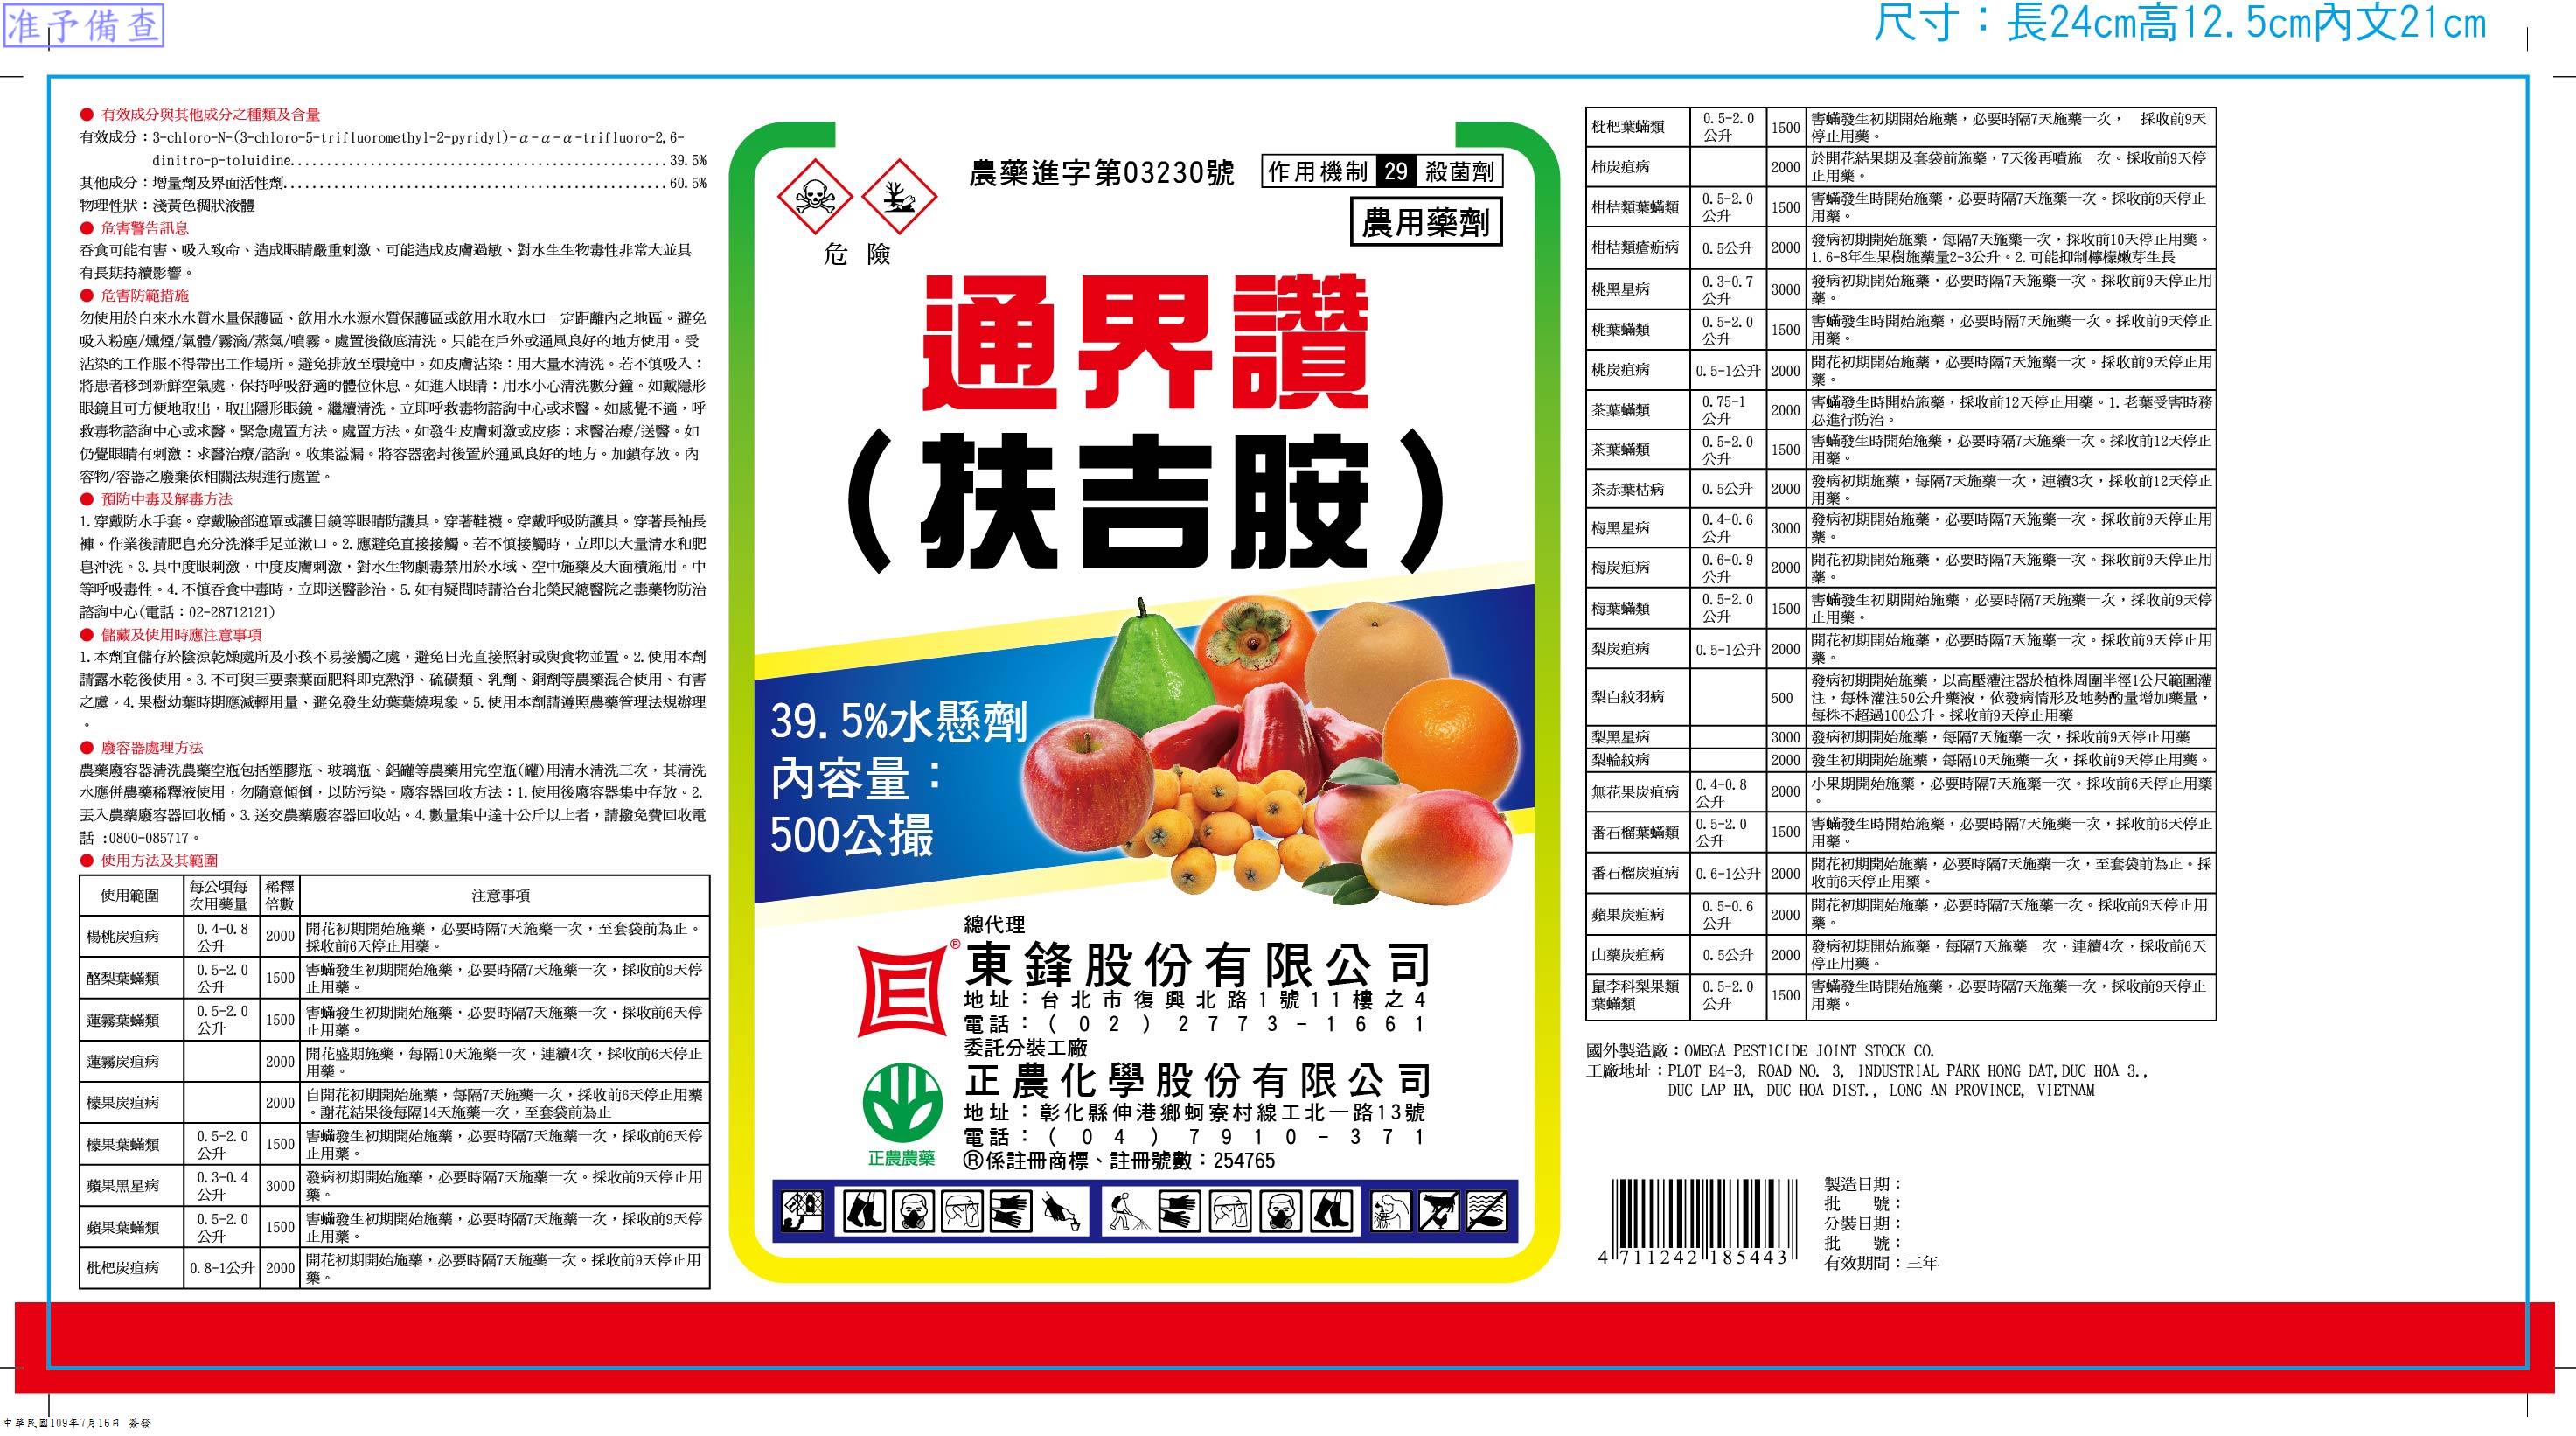 准予備查
尺寸：長24cm高12.5cm內文21cm
● 有效成分與其他成分之種類及含量
有效成分：3-chloro-N-(3-chloro-5-trifluoromethyl-2-pyridyl)-α-α-α-trifluoro-2,6-
dinitro-p-toluidine....................................................39.5%
其他成分：增量劑及界面活性劑....................................................60.5%
物理性狀：淺黃色稠狀液體
● 危害警告訊息
吞食可能有害、吸入致命、造成眼睛嚴重刺激、可能造成皮膚過敏、對水生生物毒性非常大並具
有長期持續影響。
● 危害防範措施
勿使用於自來水水質水量保護區、飲用水水源水質保護區或飲用水取水口一定距離內之地區。避免
吸入粉塵/燻煙/氣體/霧滴/蒸氣/噴霧。處置後徹底清洗。只能在戶外或通風良好的地方使用。受
沾染的工作服不得帶出工作場所。避免排放至環境中。如皮膚沾染：用大量水清洗。若不慎吸入：
將患者移到新鮮空氣處，保持呼吸舒適的體位休息。如進入眼睛：用水小心清洗數分鐘。如戴隱形
眼鏡且可方便地取出，取出隱形眼鏡。繼續清洗。立即呼救毒物諮詢中心或求醫。如感覺不適，呼
救毒物諮詢中心或求醫。緊急處置方法。處置方法。如發生皮膚刺激或皮疹：求醫治療/送醫。如
仍覺眼睛有刺激：求醫治療/諮詢。收集溢漏。將容器密封後置於通風良好的地方。加鎖存放。內
容物/容器之廢棄依相關法規進行處置。
● 預防中毒及解毒方法
1.穿戴防水手套。穿戴臉部遮罩或護目鏡等眼睛防護具。穿著鞋襪。穿戴呼吸防護具。穿著長袖長
褲。作業後請肥皂充分洗滌手足並漱口。2.應避免直接接觸。若不慎接觸時，立即以大量清水和肥
皂沖洗。3.具中度眼刺激，中度皮膚刺激，對水生物劇毒禁用於水域、空中施藥及大面積施用。中
等呼吸毒性。4.不慎吞食中毒時，立即送醫診治。5.如有疑問時請洽台北榮民總醫院之毒藥物防治
諮詢中心(電話：02-28712121)
● 儲藏及使用時應注意事項
1.本劑宜儲存於陰涼乾燥處所及小孩不易接觸之處，避免日光直接照射或與食物並置。2.使用本劑
請露水乾後使用。3.不可與三要素葉面肥料即克熱淨、硫磺類、乳劑、銅劑等農藥混合使用、有害
之虞。4.果樹幼葉時期應減輕用量、避免發生幼葉葉燒現象。5.使用本劑請遵照農藥管理法規辦理
。
● 廢容器處理方法
農藥廢容器清洗農藥空瓶包括塑膠瓶、玻璃瓶、鋁罐等農藥用完空瓶(罐)用清水清洗三次，其清洗
水應併農藥稀釋液使用，勿隨意傾倒，以防污染。廢容器回收方法：1.使用後廢容器集中存放。2.
丟入農藥廢容器回收桶。3.送交農藥廢容器回收站。4.數量集中達十公斤以上者，請撥免費回收電
話 :0800-085717。
● 使用方法及其範圍
使用範圍 每公頃每次用藥量 稀釋倍數 注意事項
楊桃炭疽病 0.4-0.8公升 2000 開花初期開始施藥，必要時隔7天施藥一次，至套袋前為止。
採收前6天停止用藥。
酪梨葉蟎類 0.5-2.0公升 1500 害蟎發生初期開始施藥，必要時隔7天施藥一次，採收前9天停
止用藥。
蓮霧葉蟎類 0.5-2.0公升 1500 害蟎發生初期開始施藥，必要時隔7天施藥一次，採收前6天停
止用藥。
蓮霧炭疽病 2000 開花盛期施藥，每隔10天施藥一次，連續4次，採收前6天停止
用藥。
檬果炭疽病 2000 自開花初期開始施藥，每隔7天施藥一次，採收前6天停止用藥
。謝花結果後每隔14天施藥一次，至套袋前為止
檬果葉蟎類 0.5-2.0公升 1500 害蟎發生初期開始施藥，必要時隔7天施藥一次，採收前6天停
止用藥。
蘋果黑星病 0.3-0.4公升 3000 發病初期開始施藥，必要時隔7天施藥一次。採收前9天停止用
藥。
蘋果葉蟎類 0.5-2.0公升 1500 害蟎發生初期開始施藥，必要時隔7天施藥一次，採收前9天停
止用藥。
枇杷炭疽病 0.8-1公升 2000 開花初期開始施藥，必要時隔7天施藥一次。採收前9天停止用
藥。
農藥進字第03230號 作用機制 29 殺菌劑
農用藥劑
危 險
通界讚
（扶吉胺）
39.5%水懸劑
內容量：
500公撮
總代理
®
東鋒股份有限公司
地址：台北市復興北路1號11樓之4
電話：(02)2773-1661
委託分裝工廠
正農化學股份有限公司
地址：彰化縣伸港鄉蚵寮村線工北一路13號
電話：(04)7910-371
正農農藥
Ⓡ係註冊商標、註冊號數：254765
枇杷葉蟎類 0.5-2.0公升 1500 害蟎發生初期開始施藥，必要時隔7天施藥一次， 採收前9天
停止用藥。
柿炭疽病 2000 於開花結果期及套袋前施藥，7天後再噴施一次。採收前9天停
止用藥。
柑桔類葉蟎類 0.5-2.0公升 1500 害蟎發生時開始施藥，必要時隔7天施藥一次。採收前9天停止
用藥。
柑桔類瘡痂病 0.5公升 2000 發病初期開始施藥，每隔7天施藥一次，採收前10天停止用藥。
1.6-8年生果樹施藥量2-3公升。2.可能抑制檸檬嫩芽生長
桃黑星病 0.3-0.7公升 3000 發病初期開始施藥，必要時隔7天施藥一次。採收前9天停止用
藥。
桃葉蟎類 0.5-2.0公升 1500 害蟎發生時開始施藥，必要時隔7天施藥一次。採收前9天停止
用藥。
桃炭疽病 0.5-1公升 2000 開花初期開始施藥，必要時隔7天施藥一次。採收前9天停止用
藥。
茶葉蟎類 0.75-1公升 2000 害蟎發生時開始施藥，採收前12天停止用藥。1.老葉受害時務
必進行防治。
茶葉蟎類 0.5-2.0公升 1500 害蟎發生時開始施藥，必要時隔7天施藥一次。採收前12天停止
用藥。
茶赤葉枯病 0.5公升 2000 發病初期施藥，每隔7天施藥一次，連續3次，採收前12天停止
用藥。
梅黑星病 0.4-0.6公升 3000 發病初期開始施藥，必要時隔7天施藥一次。採收前9天停止用
藥。
梅炭疽病 0.6-0.9公升 2000 開花初期開始施藥，必要時隔7天施藥一次。採收前9天停止用
藥。
梅葉蟎類 0.5-2.0公升 1500 害蟎發生初期開始施藥，必要時隔7天施藥一次，採收前9天停
止用藥。
梨炭疽病 0.5-1公升 2000 開花初期開始施藥，必要時隔7天施藥一次。採收前9天停止用
藥。
梨白紋羽病 500 發病初期開始施藥，以高壓灌注器於植株周圍半徑1公尺範圍灌
注，每株灌注50公升藥液，依發病情形及地勢酌量增加藥量，
每株不超過100公升。採收前9天停止用藥
梨黑星病 3000 發病初期開始施藥，每隔7天施藥一次，採收前9天停止用藥
梨輪紋病 2000 發生初期開始施藥，每隔10天施藥一次，採收前9天停止用藥。
無花果炭疽病 0.4-0.8公升 2000 小果期開始施藥，必要時隔7天施藥一次。採收前6天停止用藥
。
番石榴葉蟎類 0.5-2.0公升 1500 害蟎發生時開始施藥，必要時隔7天施藥一次，採收前6天停止
用藥。
番石榴炭疽病 0.6-1公升 2000 開花初期開始施藥，必要時隔7天施藥一次，至套袋前為止。採
收前6天停止用藥。
蘋果炭疽病 0.5-0.6公升 2000 開花初期開始施藥，必要時隔7天施藥一次。採收前9天停止用
藥。
山藥炭疽病 0.5公升 2000 發病初期開始施藥，每隔7天施藥一次，連續4次，採收前6天
停止用藥。
鼠李科梨果類葉蟎類 0.5-2.0公升 1500 害蟎發生時開始施藥，必要時隔7天施藥一次，採收前9天停止
用藥。
國外製造廠：OMEGA PESTICIDE JOINT STOCK CO.
工廠地址：PLOT E4-3, ROAD NO. 3, INDUSTRIAL PARK HONG DAT,DUC HOA 3.,
DUC LAP HA, DUC HOA DIST., LONG AN PROVINCE, VIETNAM
4 711242 185443
製造日期：
批 號：
分裝日期：
批 號：
有效期間：三年
中華民國109年7月16日 簽發